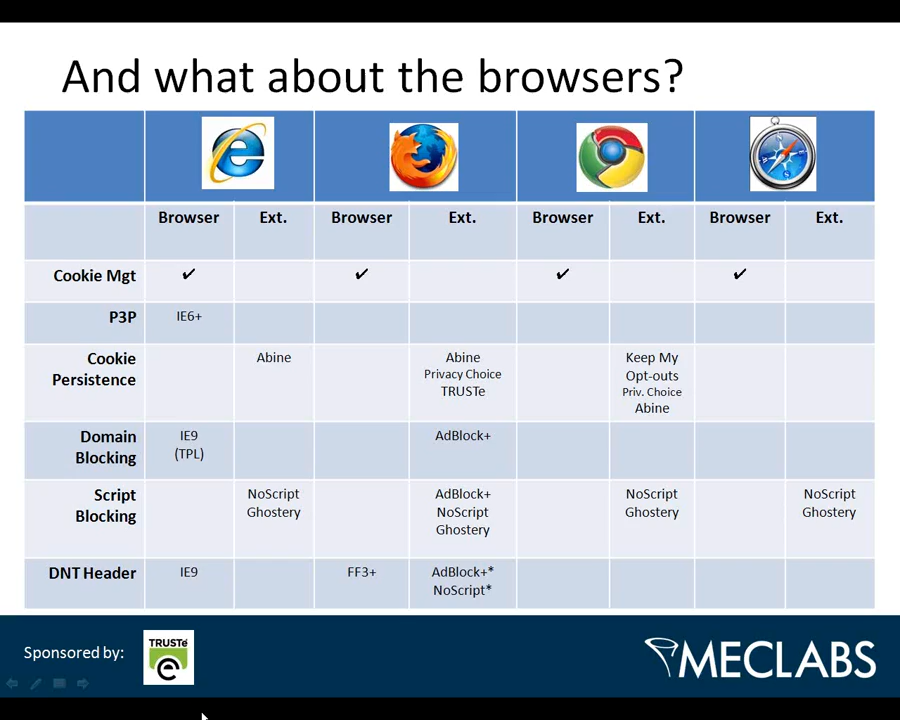 And what about the browsers?
Browser Ext. Browser Ext. Browser Ext. Browser Ext.
Cookie Mgt ✓ ✓ ✓ ✓
P3P IE6+
Cookie Persistence
Abine
Abine
Privacy Choice
TRUSTe
Keep My
Opt-outs
Priv. Choice
Abine
Domain Blocking
IE9
(TPL)
AdBlock+
Script Blocking
NoScript
Ghostery
AdBlock+
NoScript
Ghostery
NoScript
Ghostery
NoScript
Ghostery
DNT Header
IE9
FF3+
AdBlock+*
NoScript*
Sponsored by:
TRUSTe
MECLABS